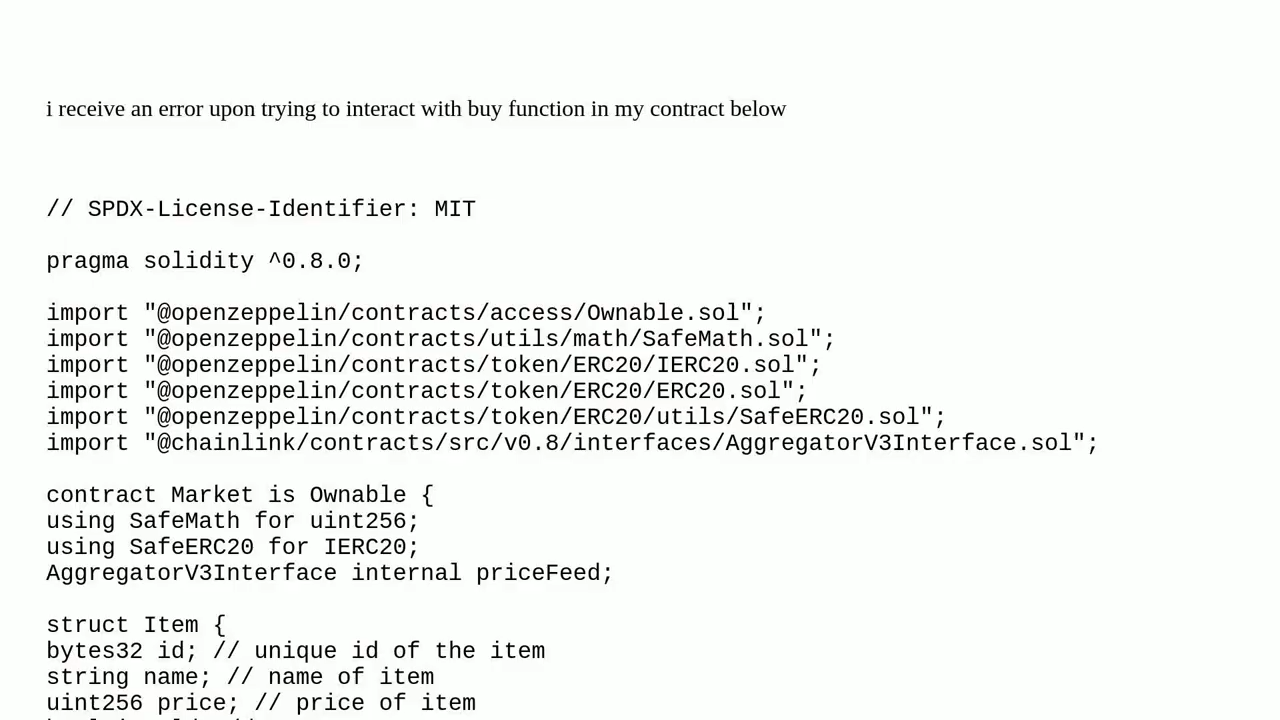 i receive an error upon trying to interact with buy function in my contract below
// SPDX-License-Identifier: MIT
pragma solidity ^0.8.0;
import "@openzeppelin/contracts/access/Ownable.sol";
import "@openzeppelin/contracts/utils/math/SafeMath.sol";
import "@openzeppelin/contracts/token/ERC20/IERC20.sol";
import "@openzeppelin/contracts/token/ERC20/ERC20.sol";
import "@openzeppelin/contracts/token/ERC20/utils/SafeERC20.sol";
import "@chainlink/contracts/src/v0.8/interfaces/AggregatorV3Interface.sol";
contract Market is Ownable {
using SafeMath for uint256;
using SafeERC20 for IERC20;
AggregatorV3Interface internal priceFeed;
struct Item {
bytes32 id; // unique id of the item
string name; // name of item
uint256 price; // price of item